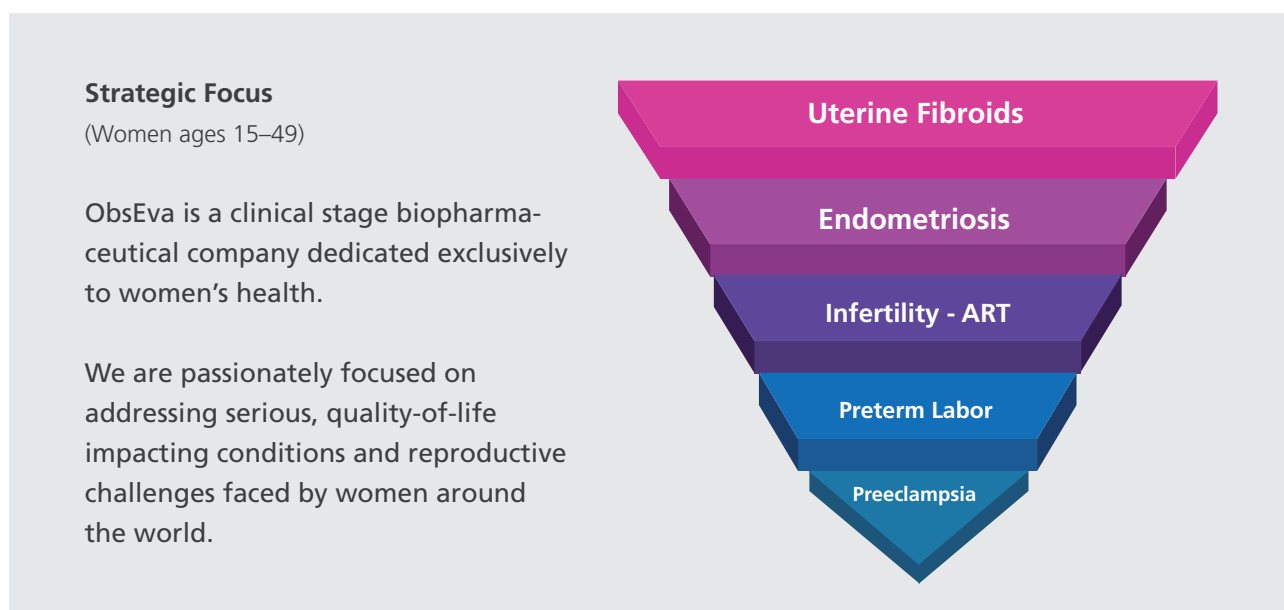 Strategic Focus
(Women ages 15–49)
ObsEva is a clinical stage biopharma-
ceutical company dedicated exclusively
to women’s health.
We are passionately focused on
addressing serious, quality-of-life
impacting conditions and reproductive
challenges faced by women around
the world.
Uterine Fibroids
Endometriosis
Infertility - ART
Preterm Labor
Preeclampsia